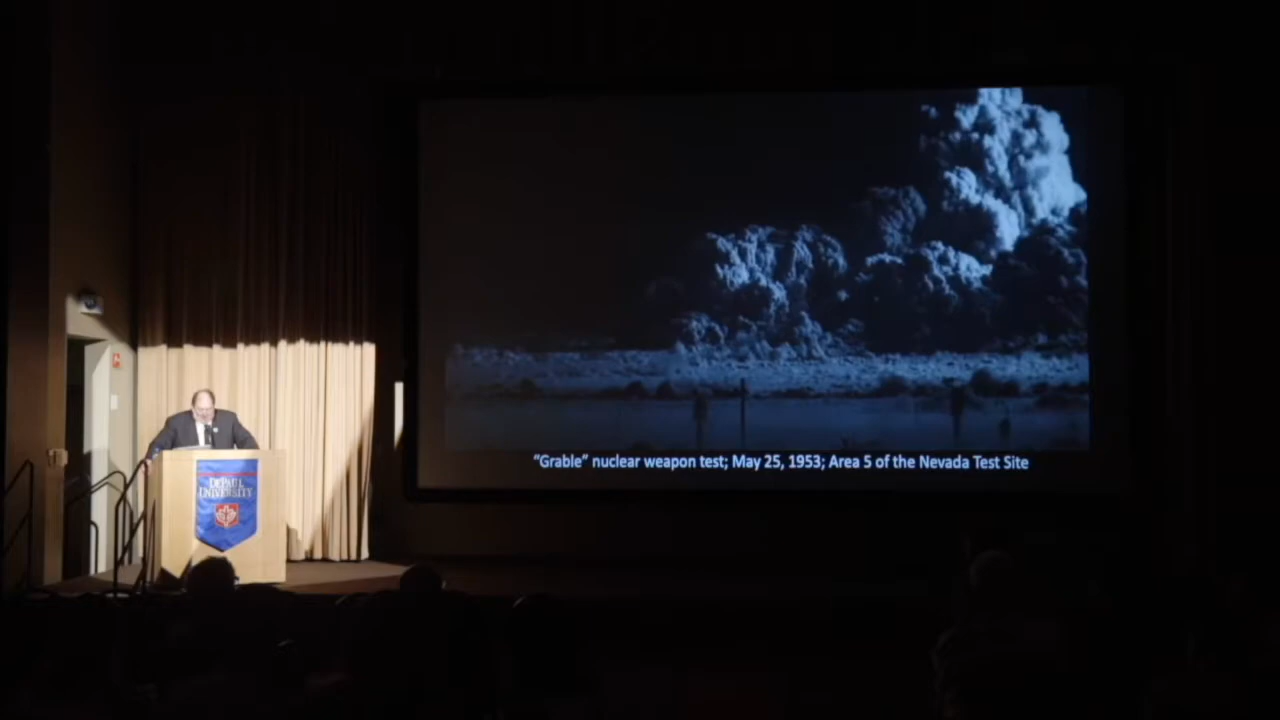 "Grable" nuclear weapon test; May 25, 1953; Area 5 of the Nevada Test Site
DEPAUL
UNIVERSITY